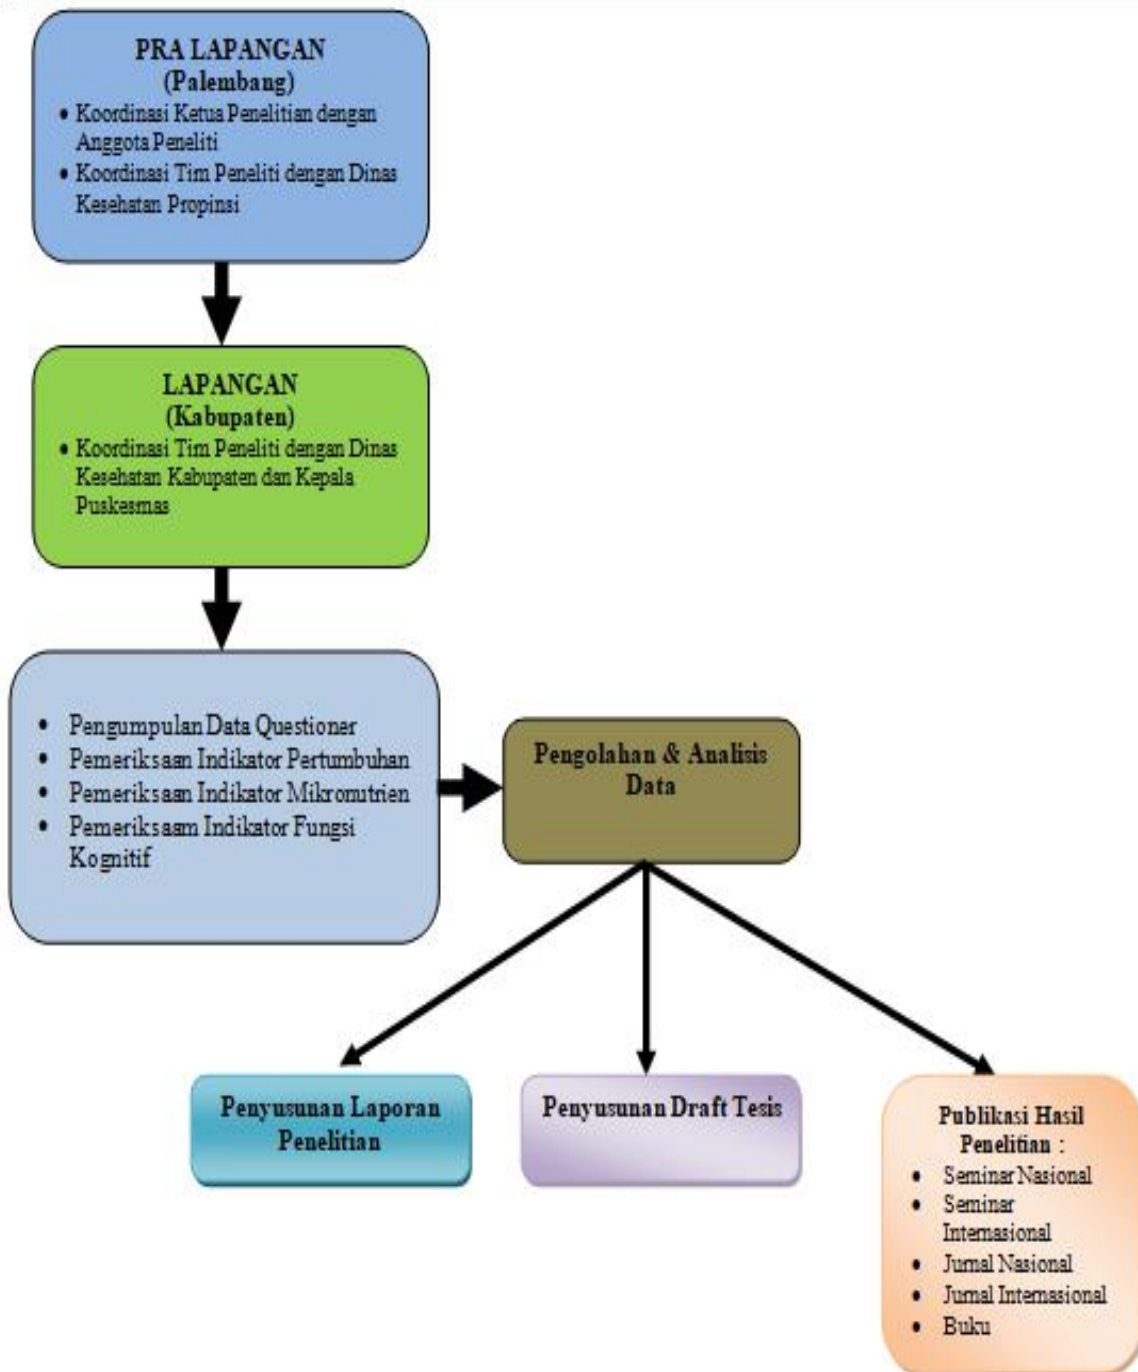 PRA LAPANGAN
(Palembang)
• Koordinasi Ketua Penelitian dengan
Anggota Peneliti
• Koordinasi Tim Peneliti dengan Dinas
Kesehatan Propinsi
LAPANGAN
(Kabupaten)
• Koordinasi Tim Peneliti dengan Dinas
Kesehatan Kabupaten dan Kepala
Puskesmas
• Pengumpulan Data Questioner
• Pemeriksaan Indikator Pertumbuhan
• Pemeriksaan Indikator Mikronutrien
• Pemeriksaam Indikator Fungsi
Kognitif
Pengolahan & Analisis
Data
Penyusunan Laporan
Penelitian
Penyusunan Draft Tesis
Publikasi Hasil
Penelitian :
• Seminar Nasional
• Seminar
Internasional
• Jurnal Nasional
• Jurnal Internasional
• Buku